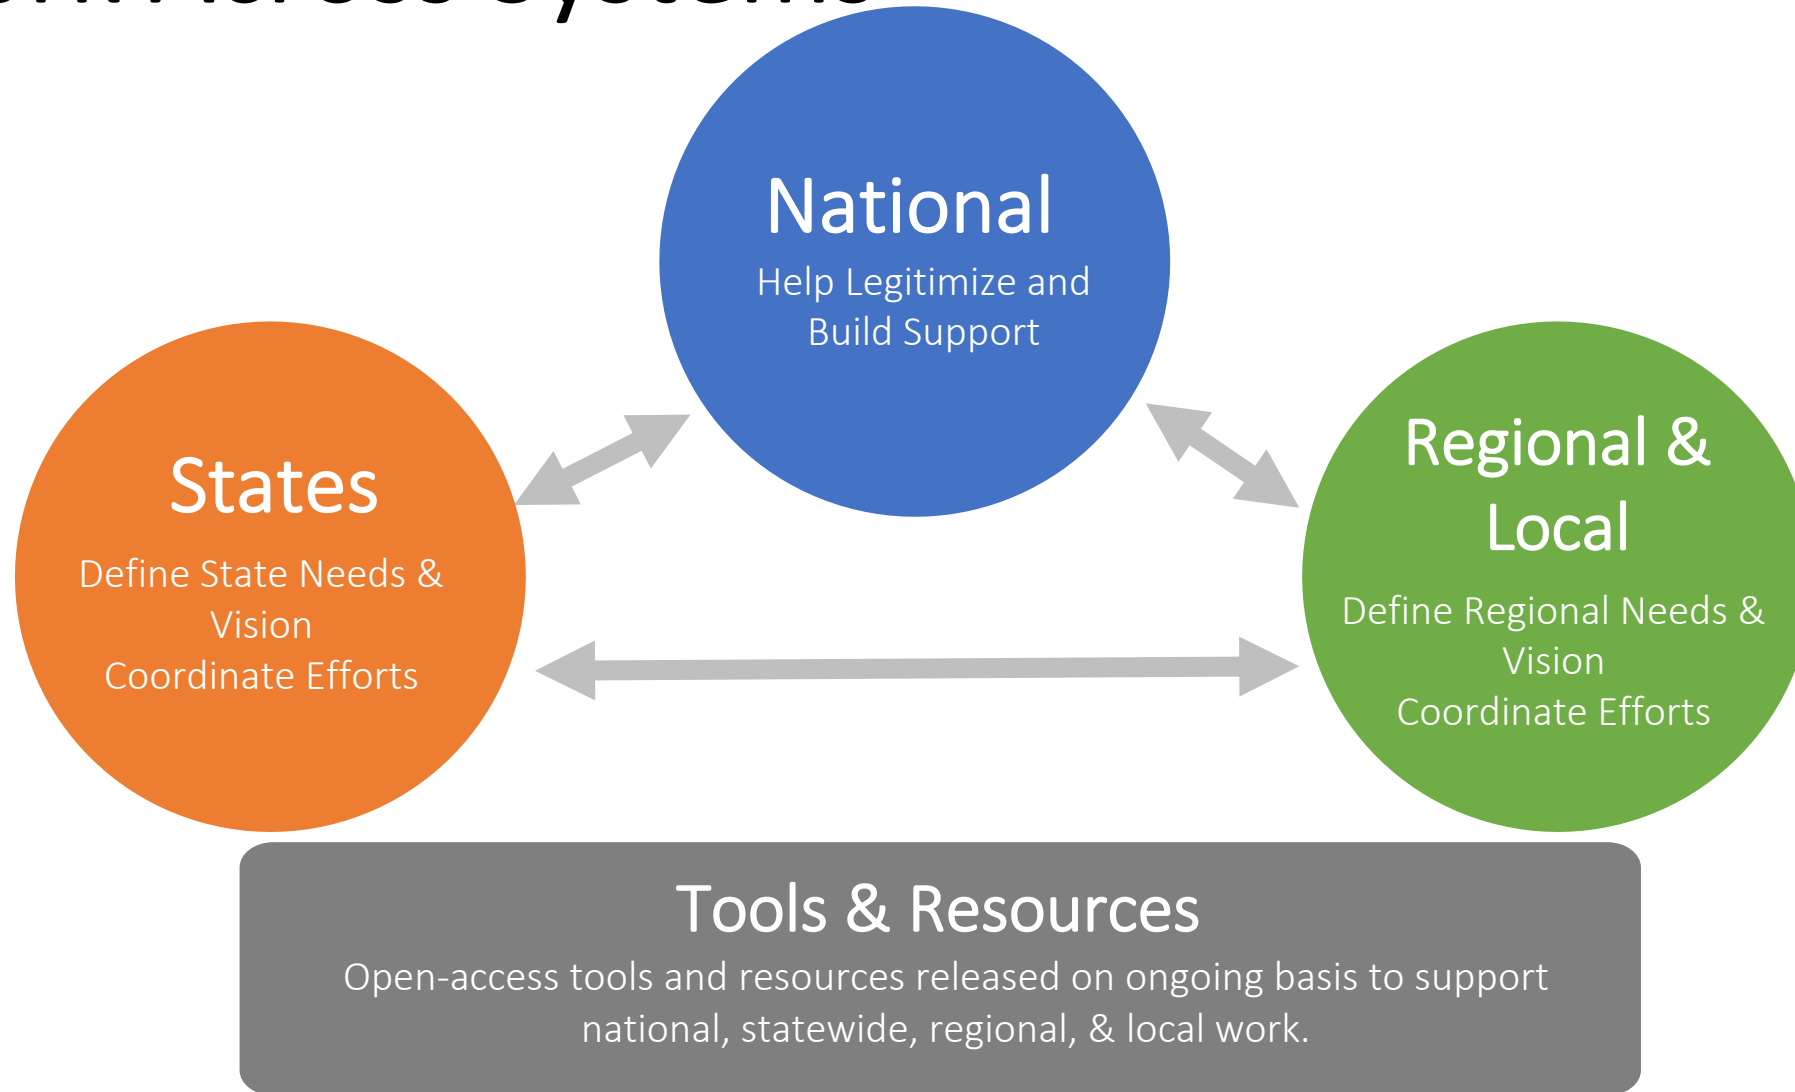 Across Systems
National
Help Legitimize and
Build Support
States
Define State Needs &
Vision
Coordinate Efforts
Regional &
Local
Define Regional Needs &
Vision
Coordinate Efforts
Tools & Resources
Open-access tools and resources released on ongoing basis to support
national, statewide, regional, & local work.